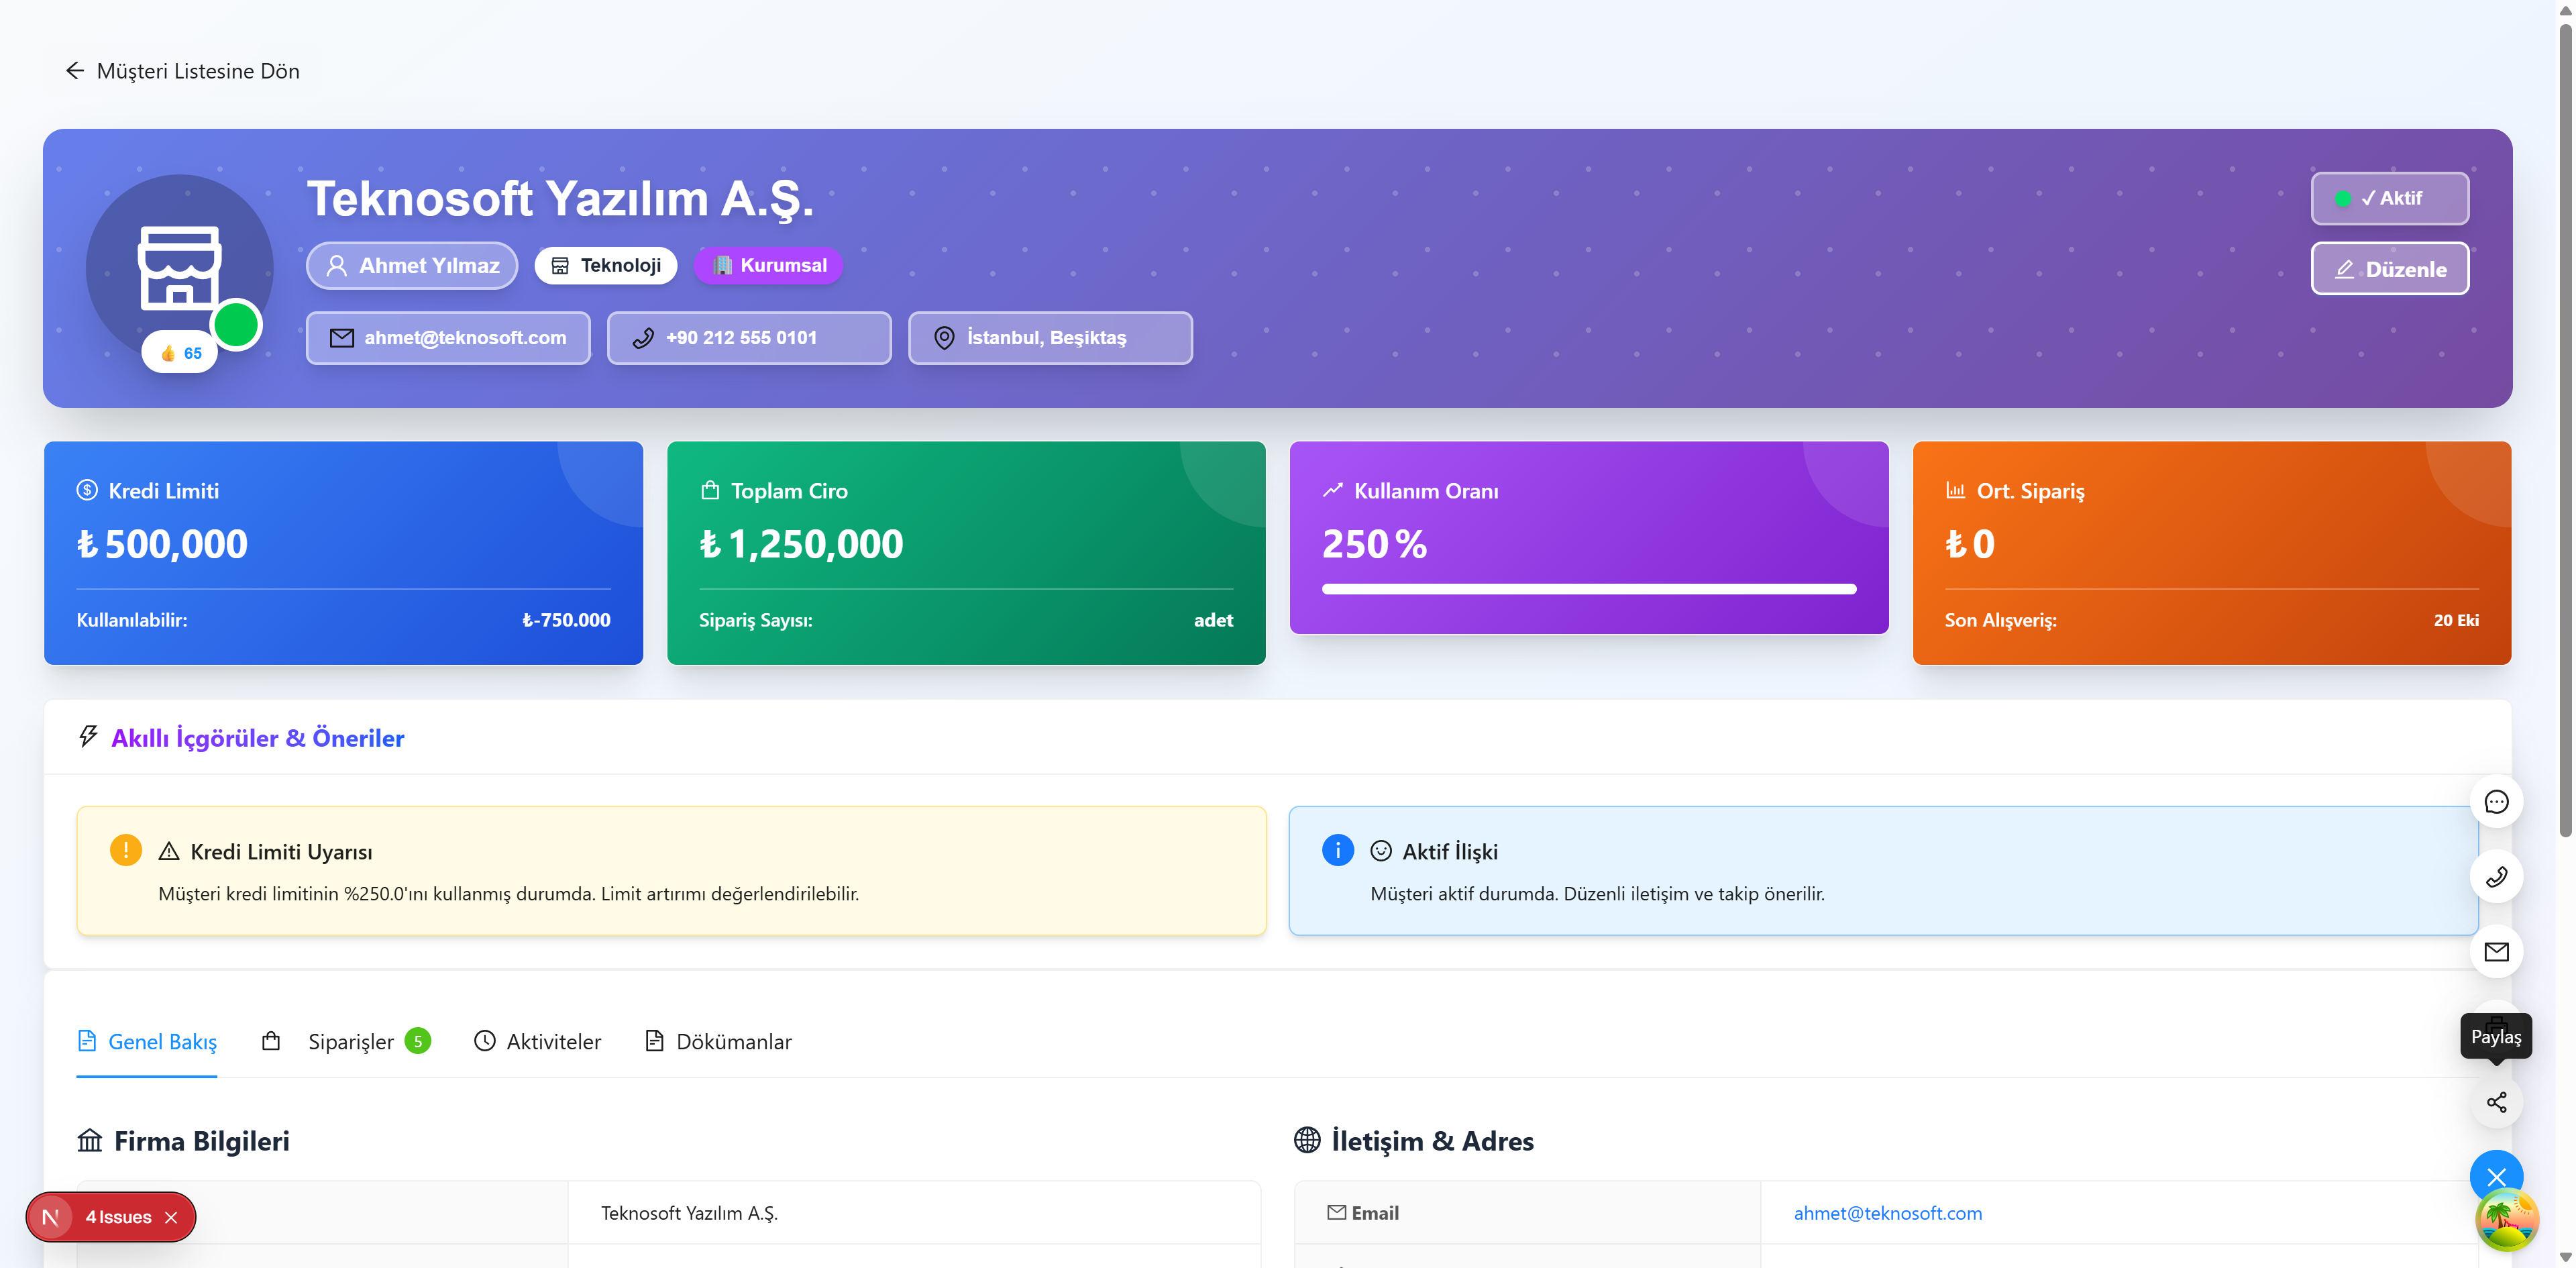 Müşteri Listesine Dön
Teknosoft Yazılım A.Ş.
✓ Aktif
Ahmet Yılmaz
Teknoloji
Kurumsal
Düzenle
ahmet@teknosoft.com
+90 212 555 0101
İstanbul, Beşiktaş
65
Kredi Limiti
₺ 500,000
Kullanılabilir:
₺-750.000
Toplam Ciro
₺ 1,250,000
Sipariş Sayısı:
adet
Kullanım Oranı
250 %
Ort. Sipariş
₺ 0
Son Alışveriş:
20 Eki
Akıllı İçgörüler & Öneriler
Kredi Limiti Uyarısı
Müşteri kredi limitinin %250.0'ını kullanmış durumda. Limit artırımı değerlendirilebilir.
Aktif İlişki
Müşteri aktif durumda. Düzenli iletişim ve takip önerilir.
Genel Bakış
Siparişler 5
Aktiviteler
Dökümanlar
Paylaş
Firma Bilgileri
Teknosoft Yazılım A.Ş.
İletişim & Adres
Email
ahmet@teknosoft.com
N 4 Issues